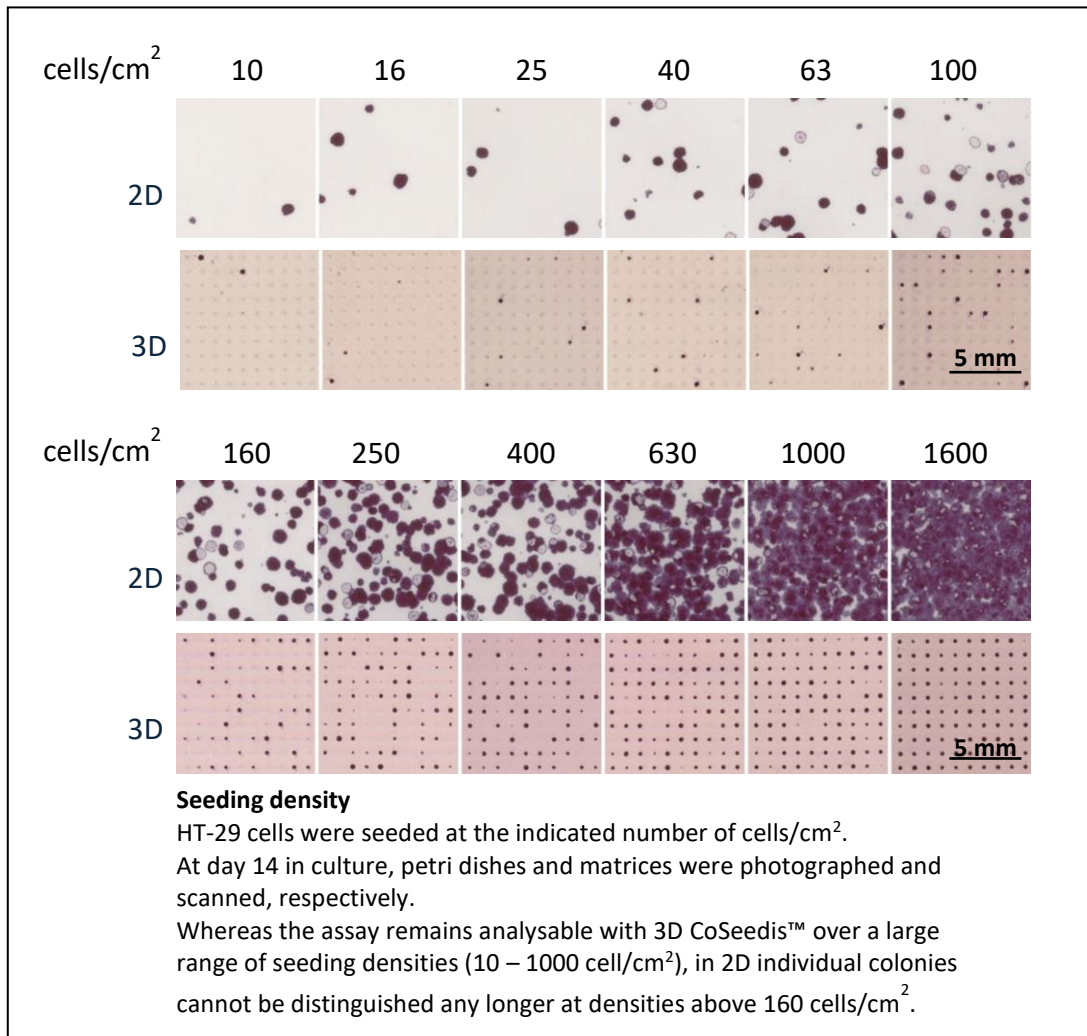 cells/cm² 10 16 25 40 63 100
2D
3D
5 mm
cells/cm² 160 250 400 630 1000 1600
2D
3D
5 mm
Seeding density
HT-29 cells were seeded at the indicated number of cells/cm².
At day 14 in culture, petri dishes and matrices were photographed and
scanned, respectively.
Whereas the assay remains analysable with 3D CoSeedis™ over a large
range of seeding densities (10 – 1000 cell/cm²), in 2D individual colonies
cannot be distinguished any longer at densities above 160 cells/cm².